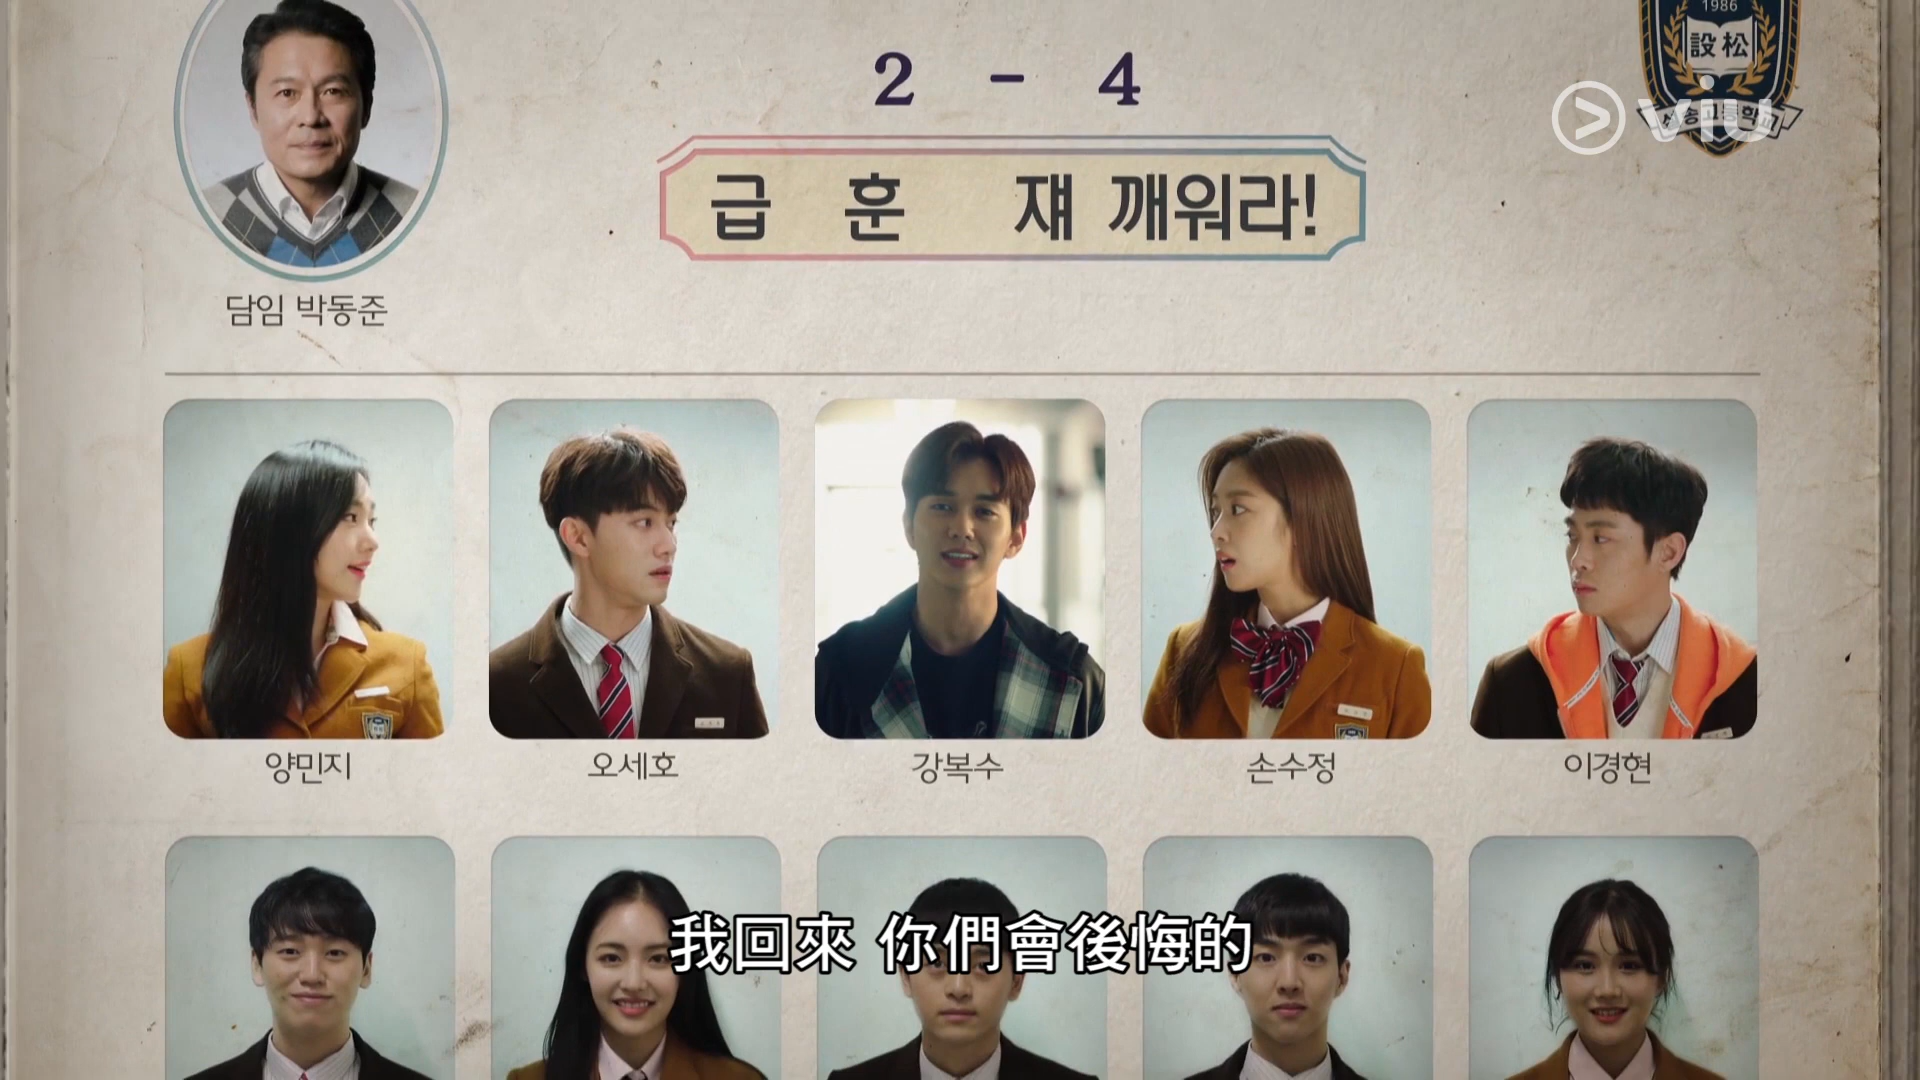 1986
設松
2 - 4
viu
급훈 쟤 깨워라!
담임 박동준
양민지
오세호
강복수
손수정
이경현
我回來 你們會後悔的